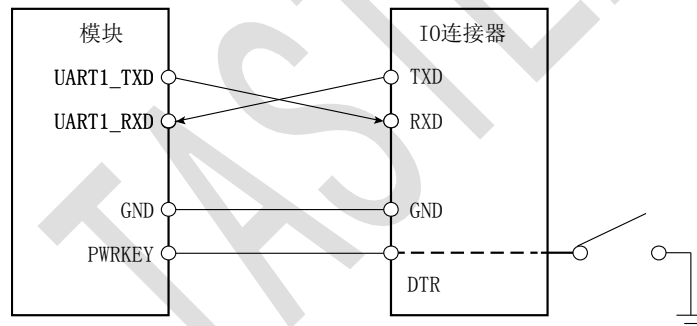 模块
IO连接器
UART1_TXD
TXD
UART1_RXD
RXD
GND
GND
PWRKEY
DTR